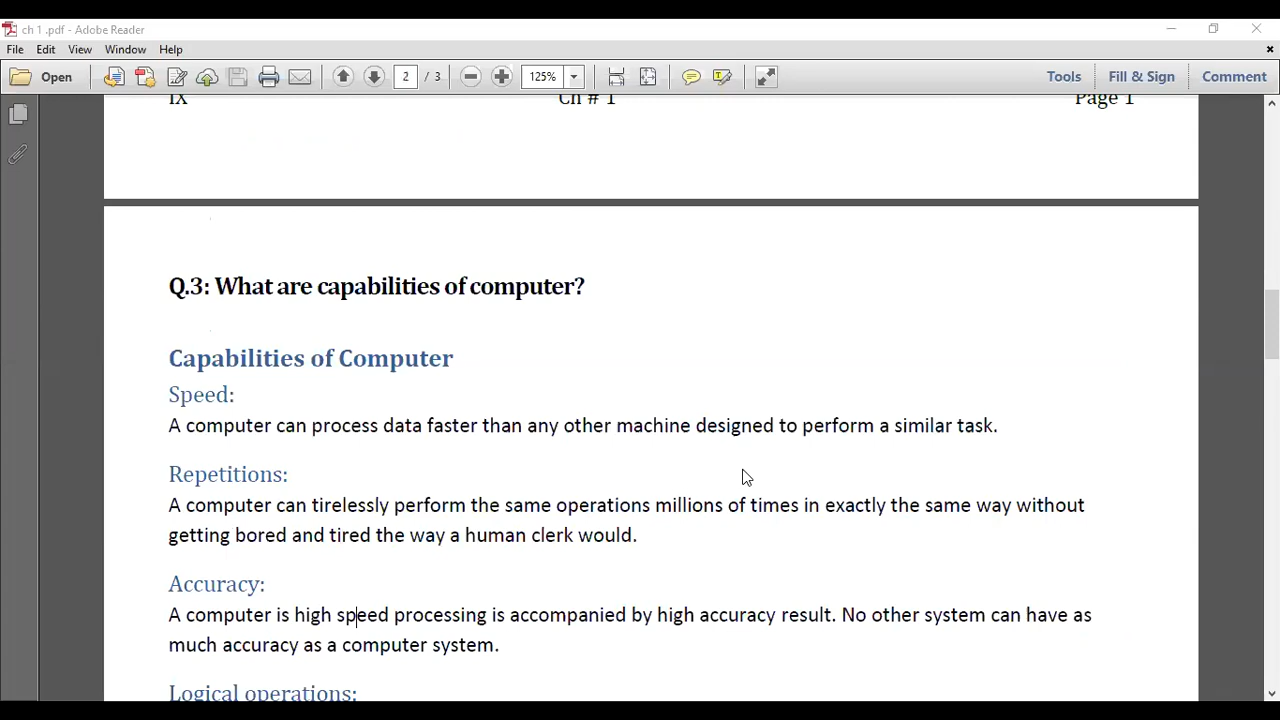 ch 1 .pdf - Adobe Reader
File Edit View Window Help
Open 2 / 3 125% Tools Fill & Sign Comment
IX Ch # 1 Page 1
Q.3: What are capabilities of computer?
Capabilities of Computer
Speed:
A computer can process data faster than any other machine designed to perform a similar task.
Repetitions:
A computer can tirelessly perform the same operations millions of times in exactly the same way without
getting bored and tired the way a human clerk would.
Accuracy:
A computer is high speed processing is accompanied by high accuracy result. No other system can have as
much accuracy as a computer system.
Logical operations: